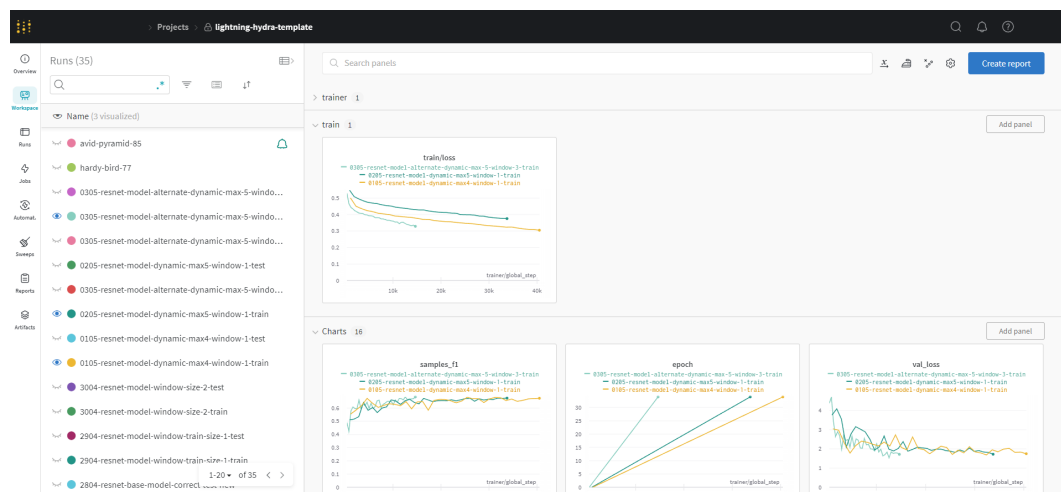 Projects > lightning-hydra-template
Overview
Workspace
Runs
Jobs
Automat.
Sweeps
Reports
Artifacts
Runs (35)
.*
Name (3 visualized)
avid-pyramid-85
hardy-bird-77
0305-resnet-model-alternate-dynamic-max-5-windo...
0305-resnet-model-alternate-dynamic-max-5-windo...
0305-resnet-model-alternate-dynamic-max-5-windo...
0205-resnet-model-dynamic-max5-window-1-test
0305-resnet-model-alternate-dynamic-max-5-windo...
0205-resnet-model-dynamic-max5-window-1-train
0105-resnet-model-dynamic-max4-window-1-test
0105-resnet-model-dynamic-max4-window-1-train
3004-resnet-model-window-size-2-test
3004-resnet-model-window-size-2-train
2904-resnet-model-window-train-size-1-test
2904-resnet-model-window-train-size-1-train
2804-resnet-base-model-correct-test-new
1-20 of 35 < >
Search panels
Create report
trainer 1
train 1
Add panel
train/loss
0305-resnet-model-alternate-dynamic-max-5-window-3-train
0205-resnet-model-dynamic-max5-window-1-train
0105-resnet-model-dynamic-max4-window-1-train
0.5
0.4
0.3
0.2
0.1
0
trainer/global_step
10k 20k 30k 40k
Charts 16
Add panel
samples_f1
0305-resnet-model-alternate-dynamic-max-5-window-3-train
0205-resnet-model-dynamic-max5-window-1-train
0105-resnet-model-dynamic-max4-window-1-train
0.6
0.5
0.4
0.3
0.2
0.1
0
trainer/global_step
epoch
0305-resnet-model-alternate-dynamic-max-5-window-3-train
0205-resnet-model-dynamic-max5-window-1-train
0105-resnet-model-dynamic-max4-window-1-train
30
25
20
15
10
5
0
trainer/global_step
val_loss
0305-resnet-model-alternate-dynamic-max-5-window-3-train
0205-resnet-model-dynamic-max5-window-1-train
0105-resnet-model-dynamic-max4-window-1-train
4
3
2
1
trainer/global_step